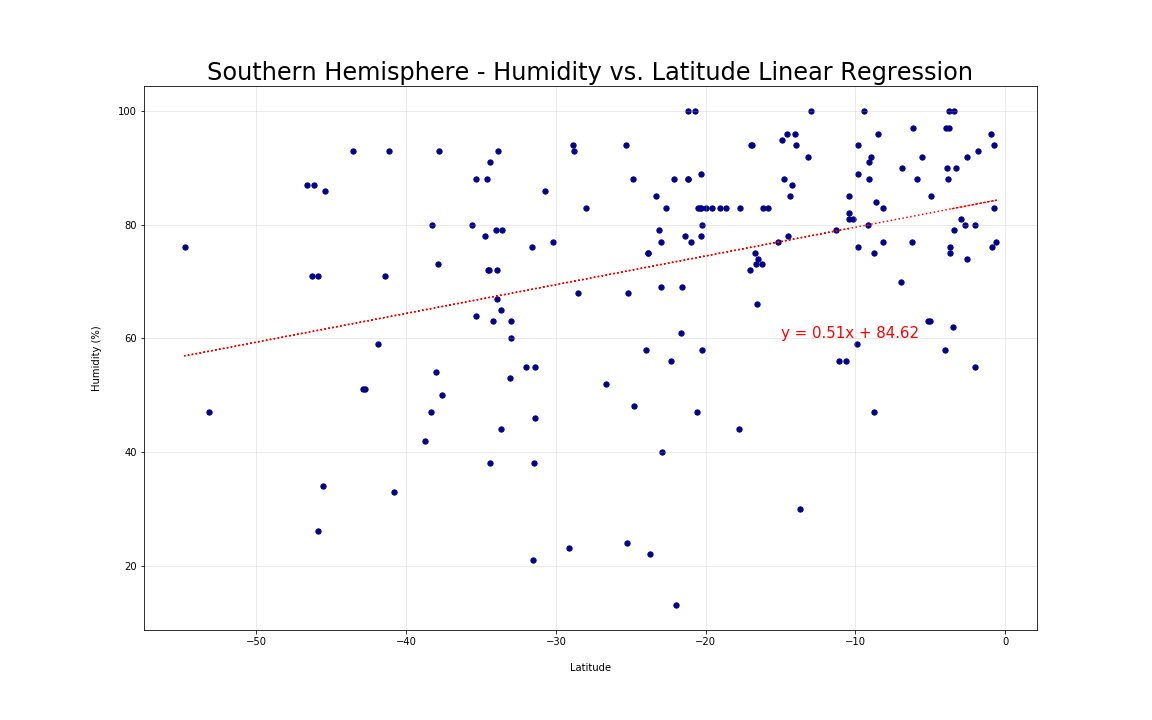 Southern Hemisphere - Humidity vs. Latitude Linear Regression
100
80
60
40
20
Humidity (%)
y = 0.51x + 84.62
−50
−40
−30
−20
−10
0
Latitude